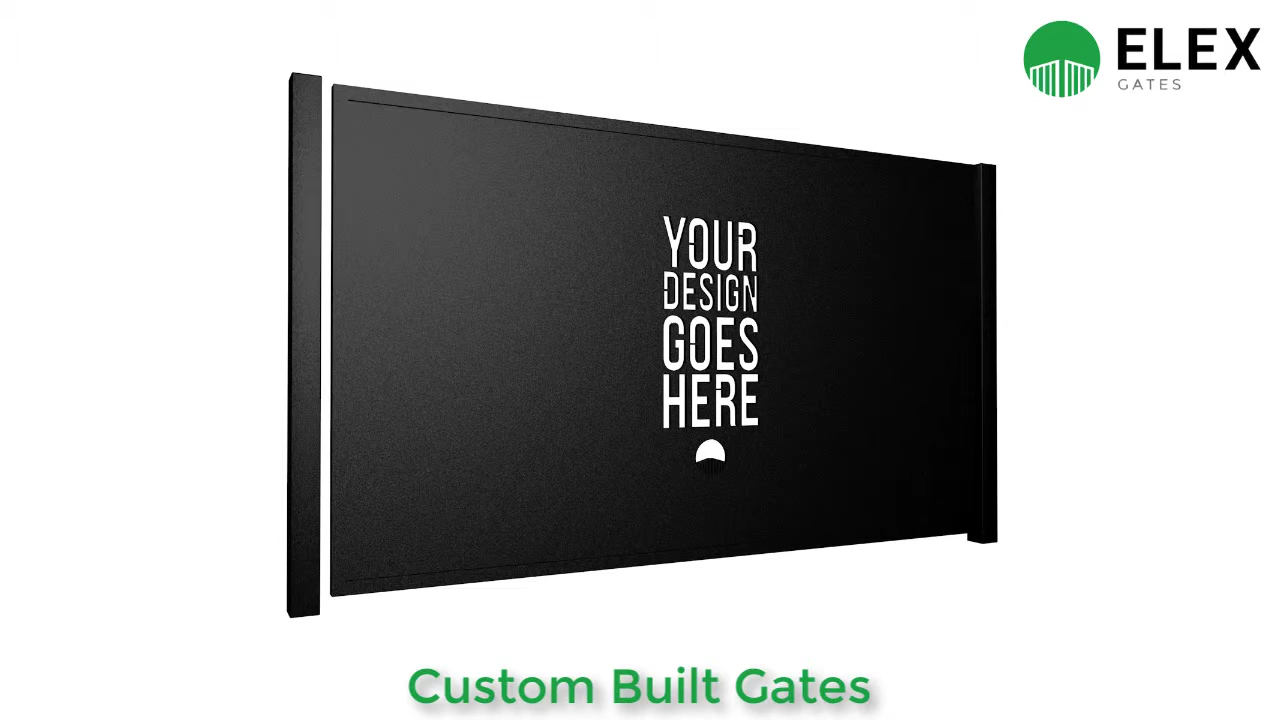 ELEX
GATES
YOUR
DESIGN
GOES
HERE
Custom Built Gates